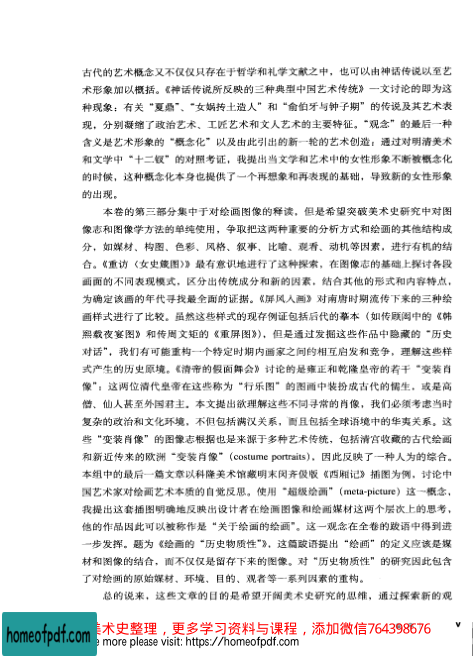 古代的艺术概念又不仅仅只存在于哲学和礼学文献之中，也可以由神话传说以至艺
术形象加以概括。《神话传说所反映的三种典型中国艺术传统》一文讨论的即为这
种现象：有关“夏鼎”、“女娲抟土造人”和“俞伯牙与钟子期”的传说及其艺术表
现，分别凝缩了政治艺术、工匠艺术和文人艺术的主要特征。“观念”的最后一种
含义是艺术形象的“概念化”以及由此引出的新一轮的艺术创造：通过对明清美术
和文学中“十二钗”的对照考证，我提出当文学和艺术中的女性形象不断被概念化
的时候，这种概念化本身也提供了一个再想象和再表现的基础，导致新的女性形象
的出现。
本卷的第三部分集中于对绘画图像的释读，但是希望突破美术史研究中对图
像志和图像学方法的单纯使用，争取把这两种重要的分析方式和绘画的其他结构成
分，如媒材、构图、色彩、风格、叙事、比喻、观看、动机等因素，进行有机的结
合。《重访〈女史箴图〉》最有意识地进行了这种探索，在图像志的基础上探讨各段
画面的不同表现模式，区分出传统成分和新的因素，结合其他的形式和内容特点，
为确定该画的年代寻找最全面的证据。《屏风入画》对南唐时期流传下来的三种绘
画样式进行了比较。虽然这些样式的现存例证包括后代的摹本（如传顾闳中的《韩
熙载夜宴图》和传周文矩的《重屏图》），但是通过发掘这些作品中隐藏的“历史
对话”，我们有可能重构一个特定时期内画家之间的相互启发和竞争，理解这些样
式产生的历史原境。《清帝的假面舞会》讨论的是雍正和乾隆皇帝的若干“变装肖
像”：这两位清代皇帝在这些称为“行乐图”的图画中装扮成古代的儒生，或是高
僧、仙人甚至外国君主。本文提出欲理解这些不同寻常的肖像，我们必须考虑当时
复杂的政治和文化环境，不但包括满汉关系，而且包括全球语境中的华夷关系。这
些“变装肖像”的图像志根据也是来源于多种艺术传统，包括清宫收藏的古代绘画
和新近传来的欧洲“变装肖像”（costume portraits），因此反映了一种人为的综合。
本组中的最后一篇文章以科隆美术馆藏明末闵齐伋版《西厢记》插图为例，讨论中
国艺术家对绘画艺术本质的自觉反思。使用“超级绘画”（meta-picture）这一概念，
我提出这套插图明确地反映出设计者在绘画图像和绘画媒材这两个层次上的思考，
他的作品因此可以被称作是“关于绘画的绘画”。这一观念在全卷的跋语中得到进
一步发挥。题为《绘画的“历史物质性”》，这篇跋语提出“绘画”的定义应该是媒
材和图像的结合，而不仅仅是留存下来的图像。对“历史物质性”的研究因此包含
了对绘画的原始媒材、环境、目的、观者等一系列因素的重构。
总的说来，这些文章的目的是希望开阔美术史研究的思维，通过探索新的观
v
美术史整理，更多学习资料与课程，添加微信764398676
more please visit: https://homeofpdf.com
homeofpdf.com